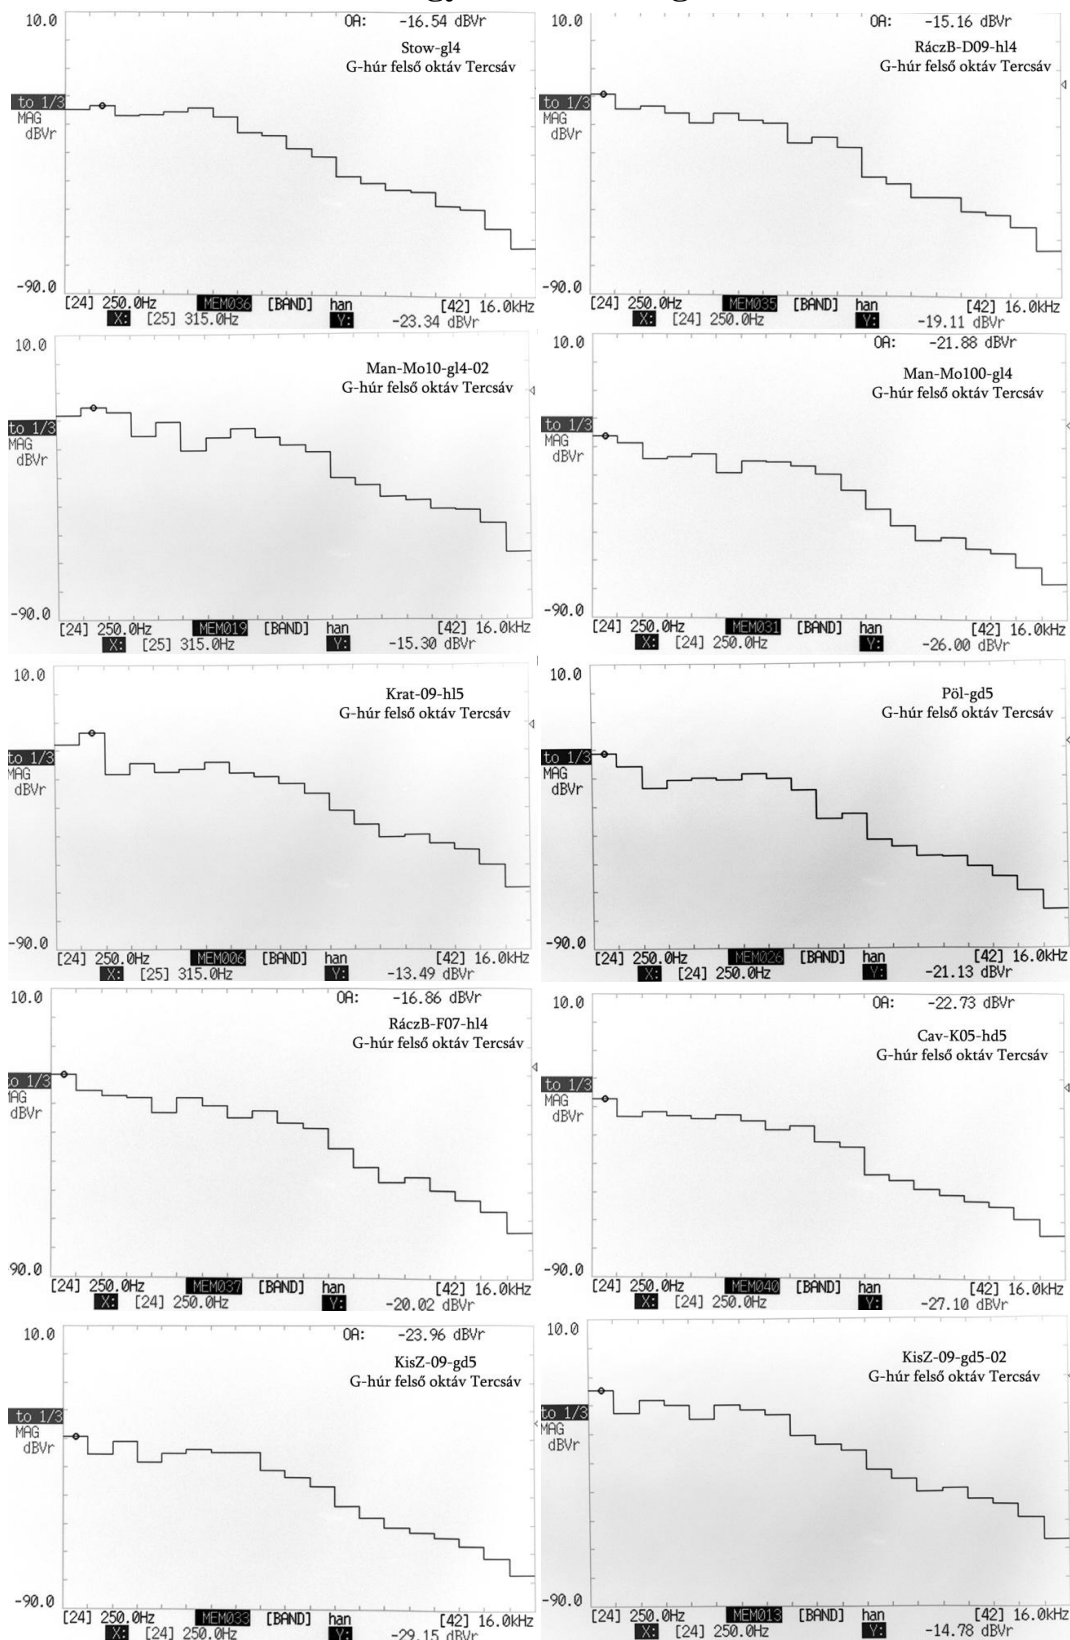 10.0
OA: -16.54 dBVr
Stow-gl4
G-húr felső oktáv Tercsáv
to 1/3
MAG
dBVr
-90.0
[24] 250.0Hz MEM036 [BAND] han [42] 16.0kHz
X: [25] 315.0Hz Y: -23.34 dBVr
10.0
OA: -15.16 dBVr
RáczB-D09-hl4
G-húr felső oktáv Tercsáv
to 1/3
MAG
dBVr
-90.0
[24] 250.0Hz MEM035 [BAND] han [42] 16.0kHz
X: [24] 250.0Hz Y: -19.11 dBVr
10.0
Man-Mo10-gl4-02
G-húr felső oktáv Tercsáv
to 1/3
MAG
dBVr
-90.0
[24] 250.0Hz MEM019 [BAND] han [42] 16.0kHz
X: [25] 315.0Hz Y: -15.30 dBVr
10.0
OA: -21.88 dBVr
Man-Mo100-gl4
G-húr felső oktáv Tercsáv
to 1/3
MAG
dBVr
-90.0
[24] 250.0Hz MEM031 [BAND] han [42] 16.0kHz
X: [24] 250.0Hz Y: -26.00 dBVr
10.0
Krat-09-hl5
G-húr felső oktáv Tercsáv
to 1/3
MAG
dBVr
-90.0
[24] 250.0Hz MEM006 [BAND] han [42] 16.0kHz
X: [25] 315.0Hz Y: -13.49 dBVr
10.0
Pöl-gd5
G-húr felső oktáv Tercsáv
to 1/3
MAG
dBVr
-90.0
[24] 250.0Hz MEM026 [BAND] han [42] 16.0kHz
X: [24] 250.0Hz Y: -21.13 dBVr
10.0
OA: -16.86 dBVr
RáczB-F07-hl4
G-húr felső oktáv Tercsáv
o 1/3
MAG
dBVr
90.0
[24] 250.0Hz MEM037 [BAND] han [42] 16.0kHz
X: [24] 250.0Hz Y: -20.02 dBVr
10.0
OA: -22.73 dBVr
Cav-K05-hd5
G-húr felső oktáv Tercsáv
to 1/3
MAG
dBVr
-90.0
[24] 250.0Hz MEM040 [BAND] han [42] 16.0kHz
X: [24] 250.0Hz Y: -27.10 dBVr
10.0
OA: -23.96 dBVr
KisZ-09-gd5
G-húr felső oktáv Tercsáv
to 1/3
MAG
dBVr
-90.0
[24] 250.0Hz MEM033 [BAND] han [42] 16.0kHz
X: [24] 250.0Hz Y: -29.15 dBVr
10.0
KisZ-09-gd5-02
G-húr felső oktáv Tercsáv
to 1/3
MAG
dBVr
-90.0
[24] 250.0Hz MEM013 [BAND] han [42] 16.0kHz
X: [24] 250.0Hz Y: -14.78 dBVr